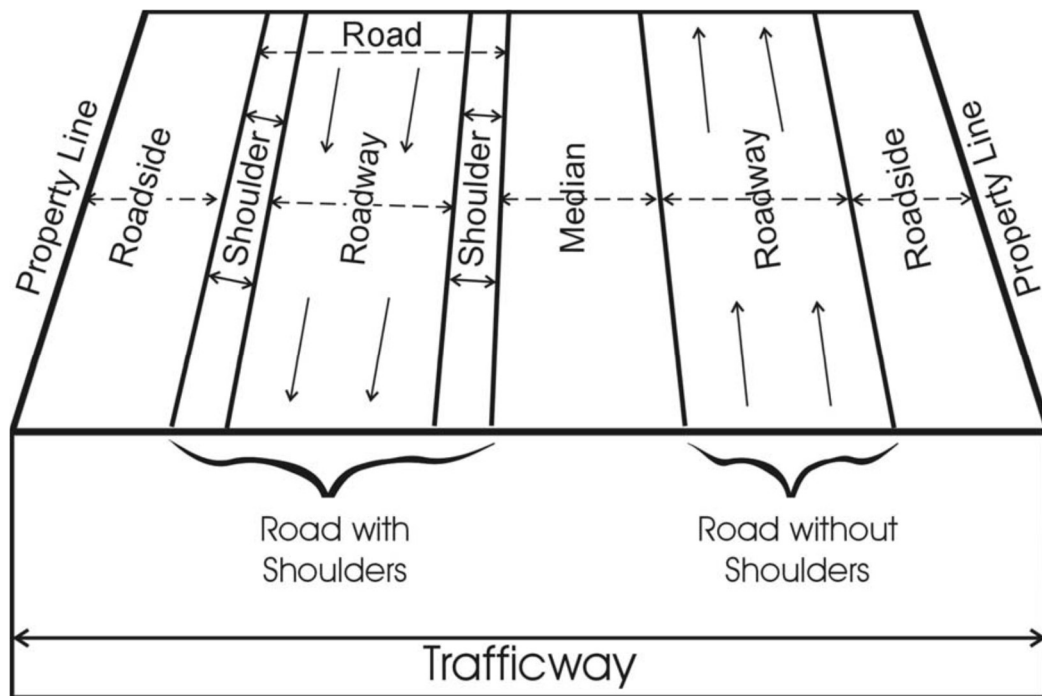 Road
Property Line
Roadside
Shoulder
Roadway
Shoulder
Median
Roadway
Roadside
Property Line
Road with
Shoulders
Road without
Shoulders
Trafficway